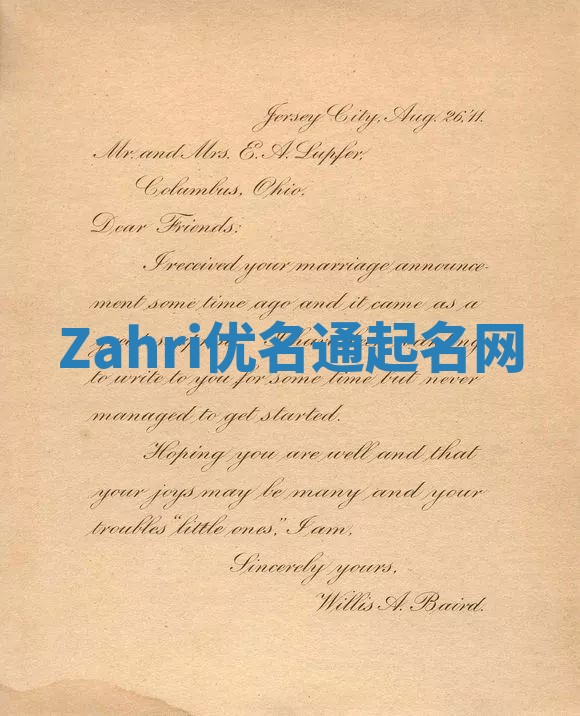 Jersey City, Aug. 26, '11.
Mr. and Mrs. E. A. Lupfer,
Columbus, Ohio.
Dear Friends:
I received your marriage announce-
ment some time ago and it came as a
Zahri优名通起名网
to write to you for some time but never
managed to get started.
Hoping you are well and that
your joys may be many and your
troubles "little ones," I am,
Sincerely yours,
Willis A. Baird.